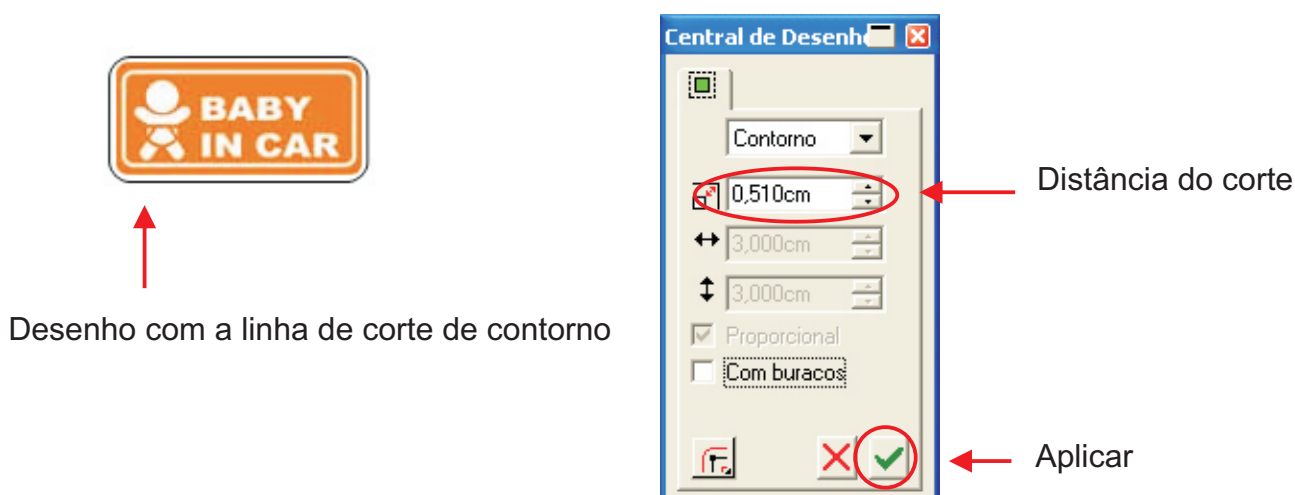 BABY
IN CAR
Desenho com a linha de corte de contorno
Central de Desenh
Contorno
0,510cm
3,000cm
3,000cm
Proporcional
Com buracos
Distância do corte
Aplicar